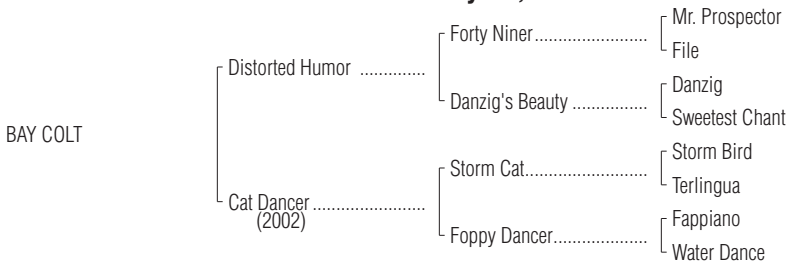 Mr. Prospector
Forty Niner
File
Distorted Humor
Danzig
Danzig's Beauty
Sweetest Chant
BAY COLT
Storm Bird
Storm Cat
Terlingua
Cat Dancer
(2002)
Fappiano
Foppy Dancer
Water Dance